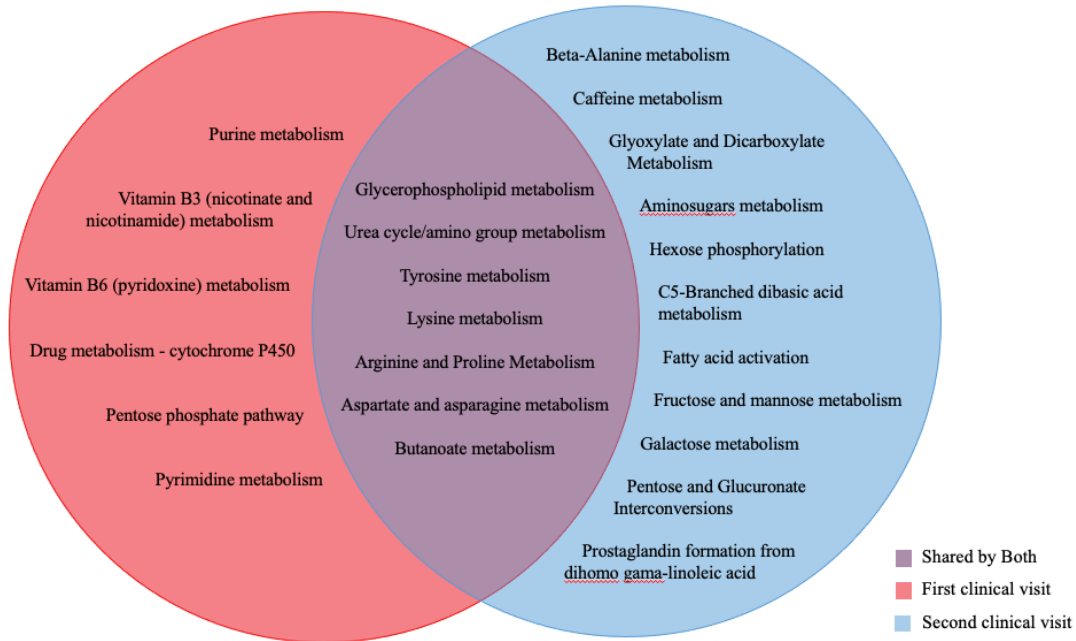 Purine metabolism
Vitamin B3 (nicotinate and
nicotinamide) metabolism
Vitamin B6 (pyridoxine) metabolism
Drug metabolism - cytochrome P450
Pentose phosphate pathway
Pyrimidine metabolism
Glycerophospholipid metabolism
Urea cycle/amino group metabolism
Tyrosine metabolism
Lysine metabolism
Arginine and Proline Metabolism
Aspartate and asparagine metabolism
Butanoate metabolism
Beta-Alanine metabolism
Caffeine metabolism
Glyoxylate and Dicarboxylate
Metabolism
Aminosugars metabolism
Hexose phosphorylation
C5-Branched dibasic acid
metabolism
Fatty acid activation
Fructose and mannose metabolism
Galactose metabolism
Pentose and Glucuronate
Interconversions
Prostaglandin formation from
dihomo gama-linoleic acid
Shared by Both
First clinical visit
Second clinical visit